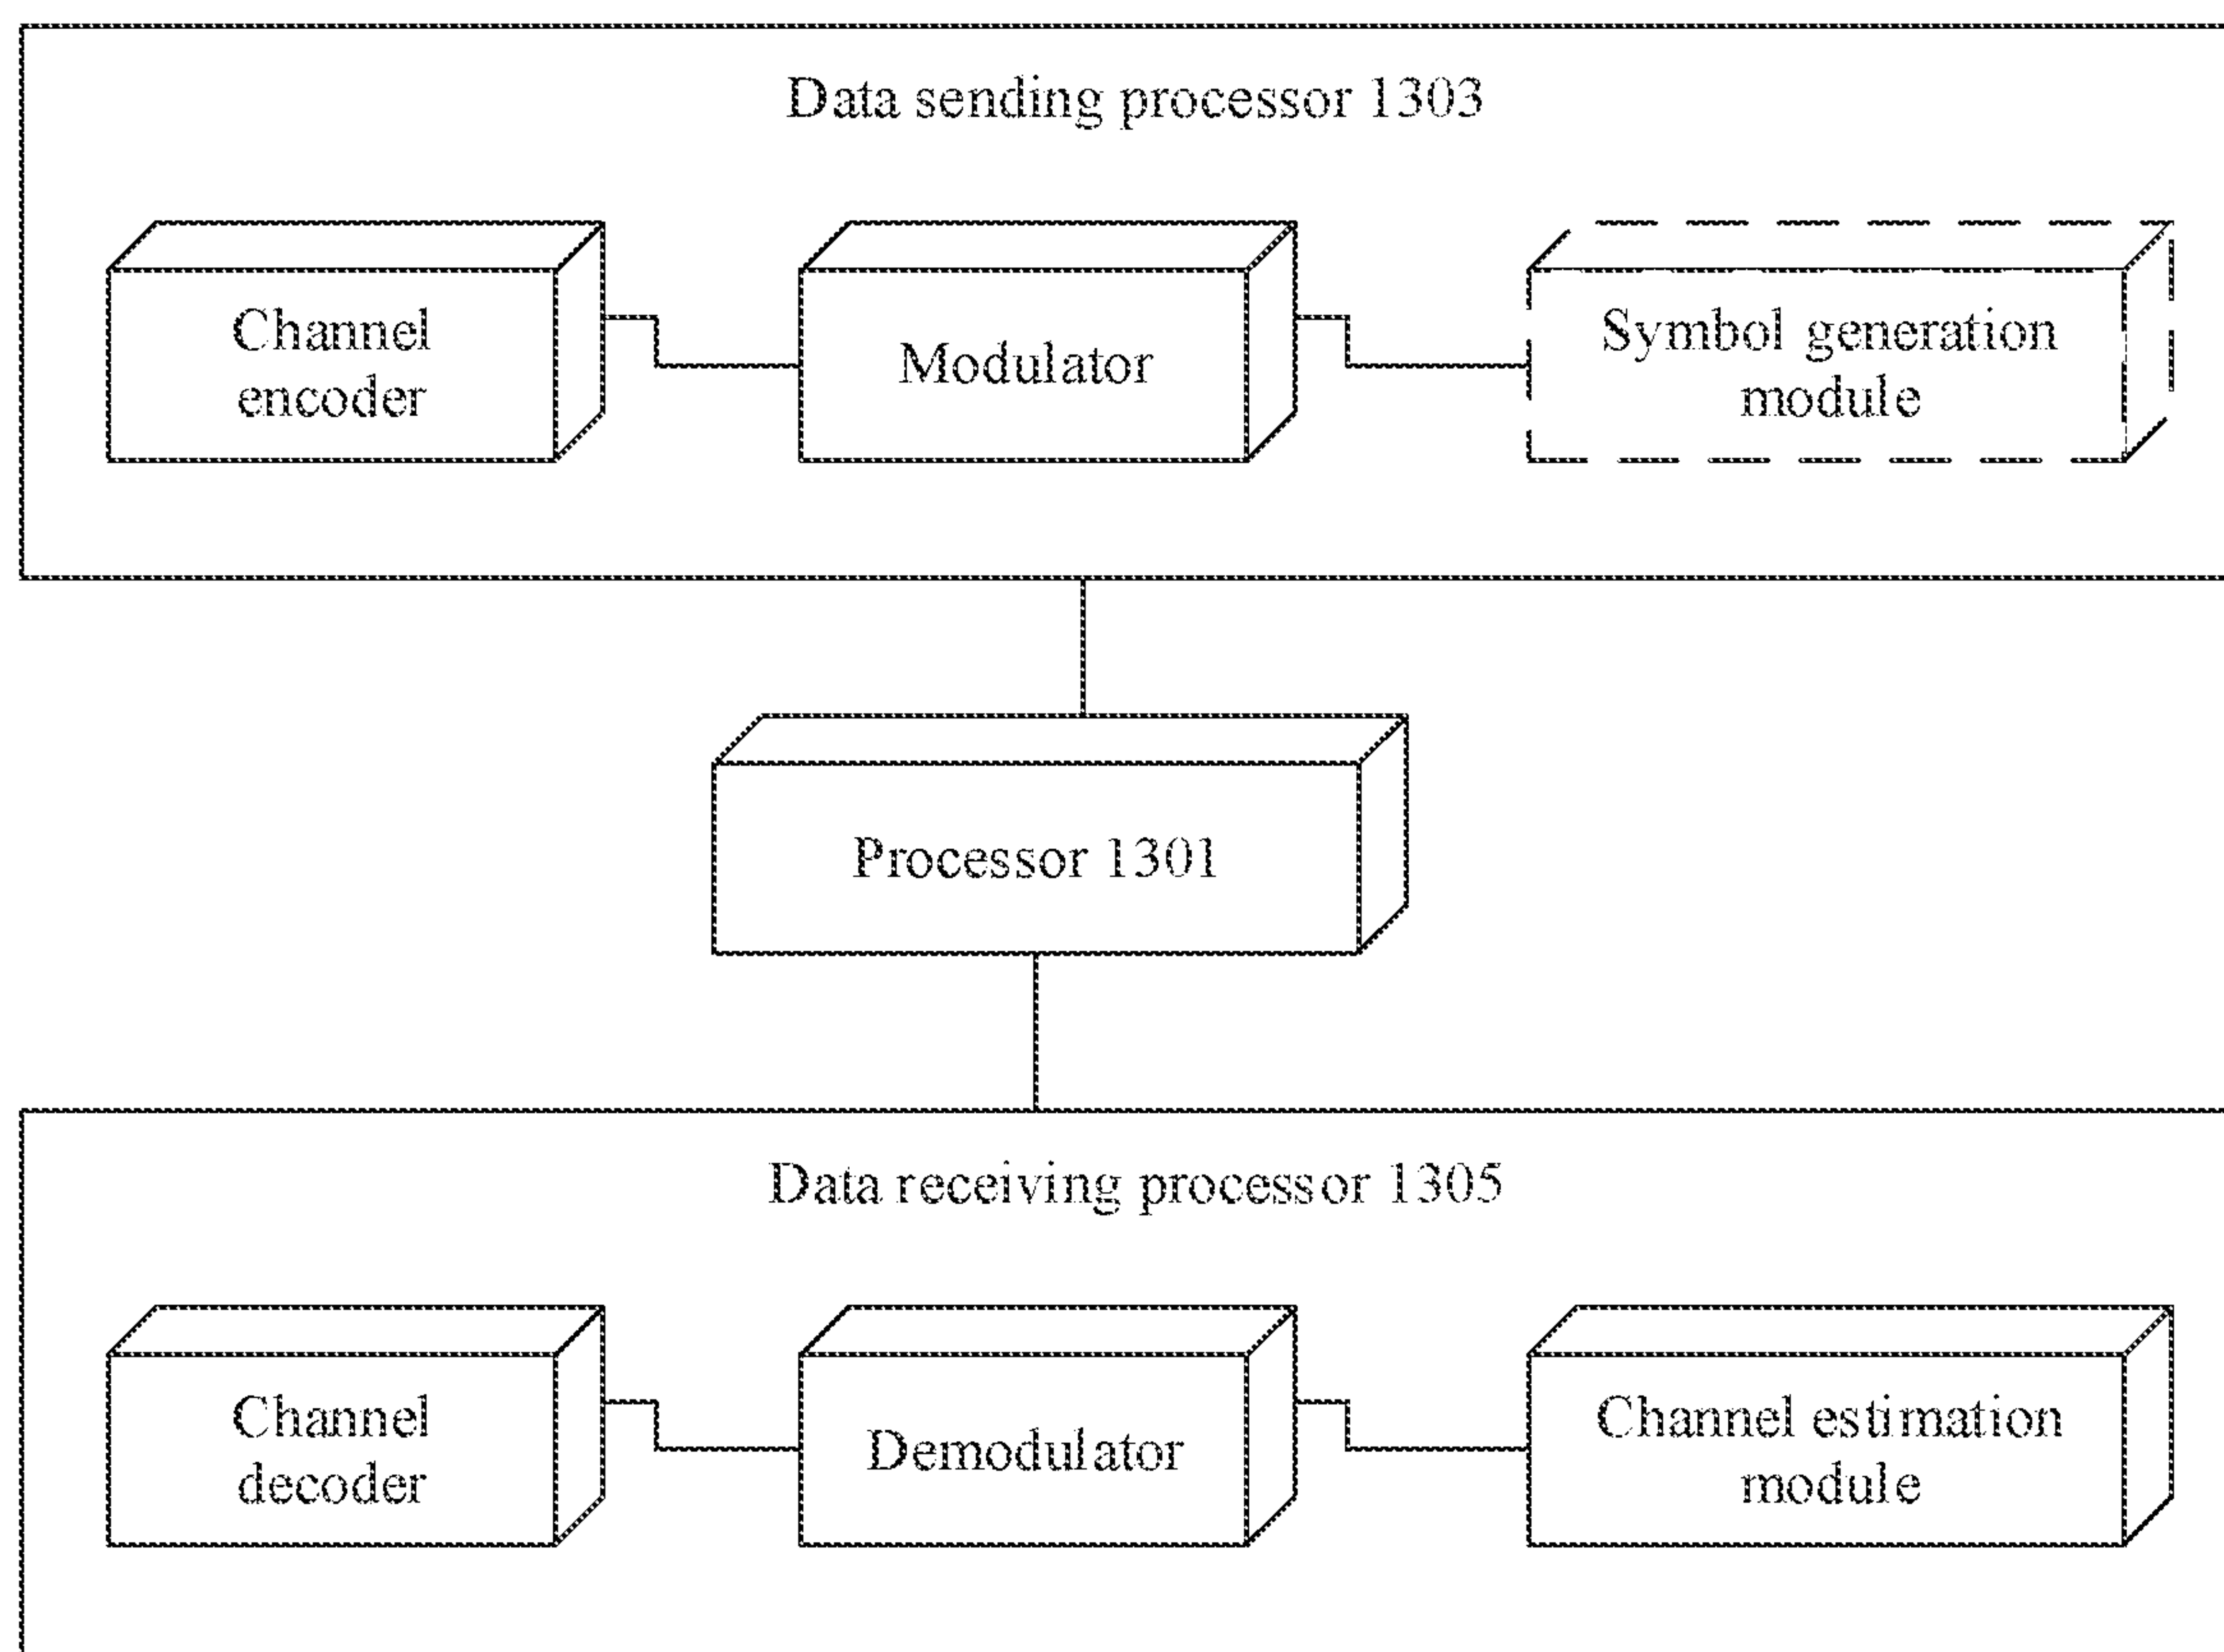 Data sending processor 1303
Channel
encoder
Modulator
Symbol generation
module
Processor 1301
Data receiving processor 1305
Channel
decoder
Demodulator
Channel estimation
module